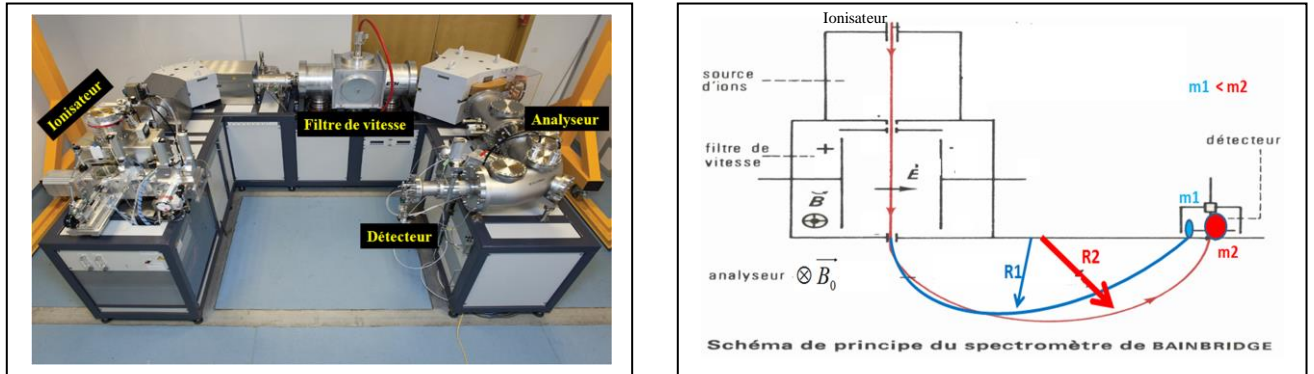 Ionisateur
Filtre de vitesse
Analyseur
Détecteur
Ionisateur
source
d'ions
m1 < m2
filtre de
vitesse
détecteur
+
E
B
m1
m2
analyseur ⊗ B₀
R1
R2
Schéma de principe du spectromètre de BAINBRIDGE